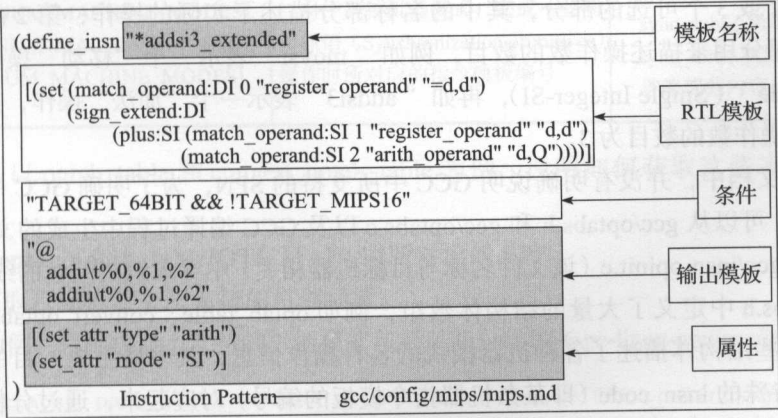 (define_insn "*addsi3_extended"
模板名称
[(set (match_operand:DI 0 "register_operand" "=d,d")
(sign_extend:DI
(plus:SI (match_operand:SI 1 "register_operand" "d,d")
(match_operand:SI 2 "arith_operand" "d,Q"))))]
RTL模板
"TARGET_64BIT && !TARGET_MIPS16"
条件
"@
addu\t%0,%1,%2
addiu\t%0,%1,%2"
输出模板
[(set_attr "type" "arith")
(set_attr "mode" "SI")]
属性
)
Instruction Pattern gcc/config/mips/mips.md